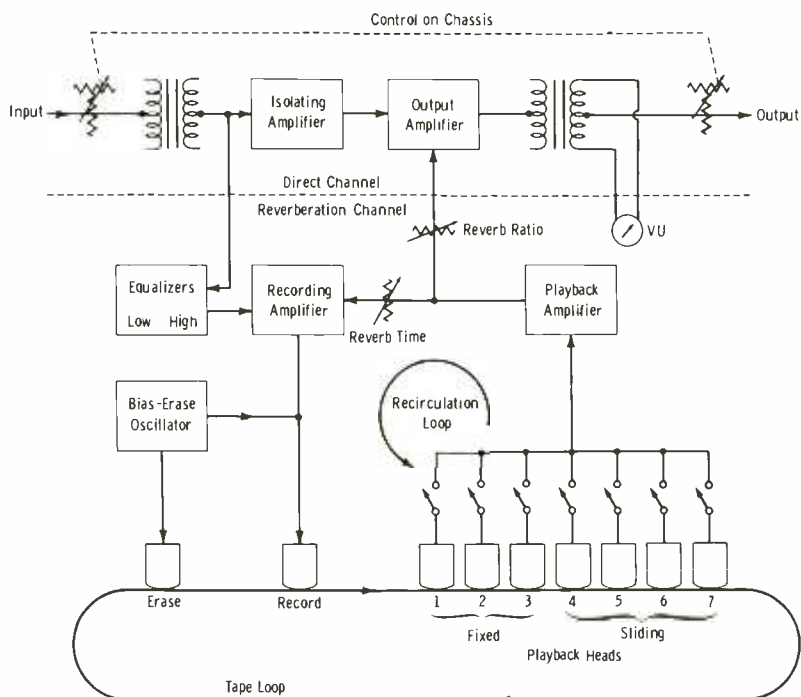 Control on Chassis
Input
Isolating
Amplifier
Output
Amplifier
Output
Direct Channel
Reverberation Channel
Reverb Ratio
VU
Equalizers
Low High
Recording
Amplifier
Reverb Time
Playback
Amplifier
Bias-Erase
Oscillator
Recirculation
Loop
Erase
Record
1 2 3 4 5 6 7
Fixed
Sliding
Playback Heads
Tape Loop